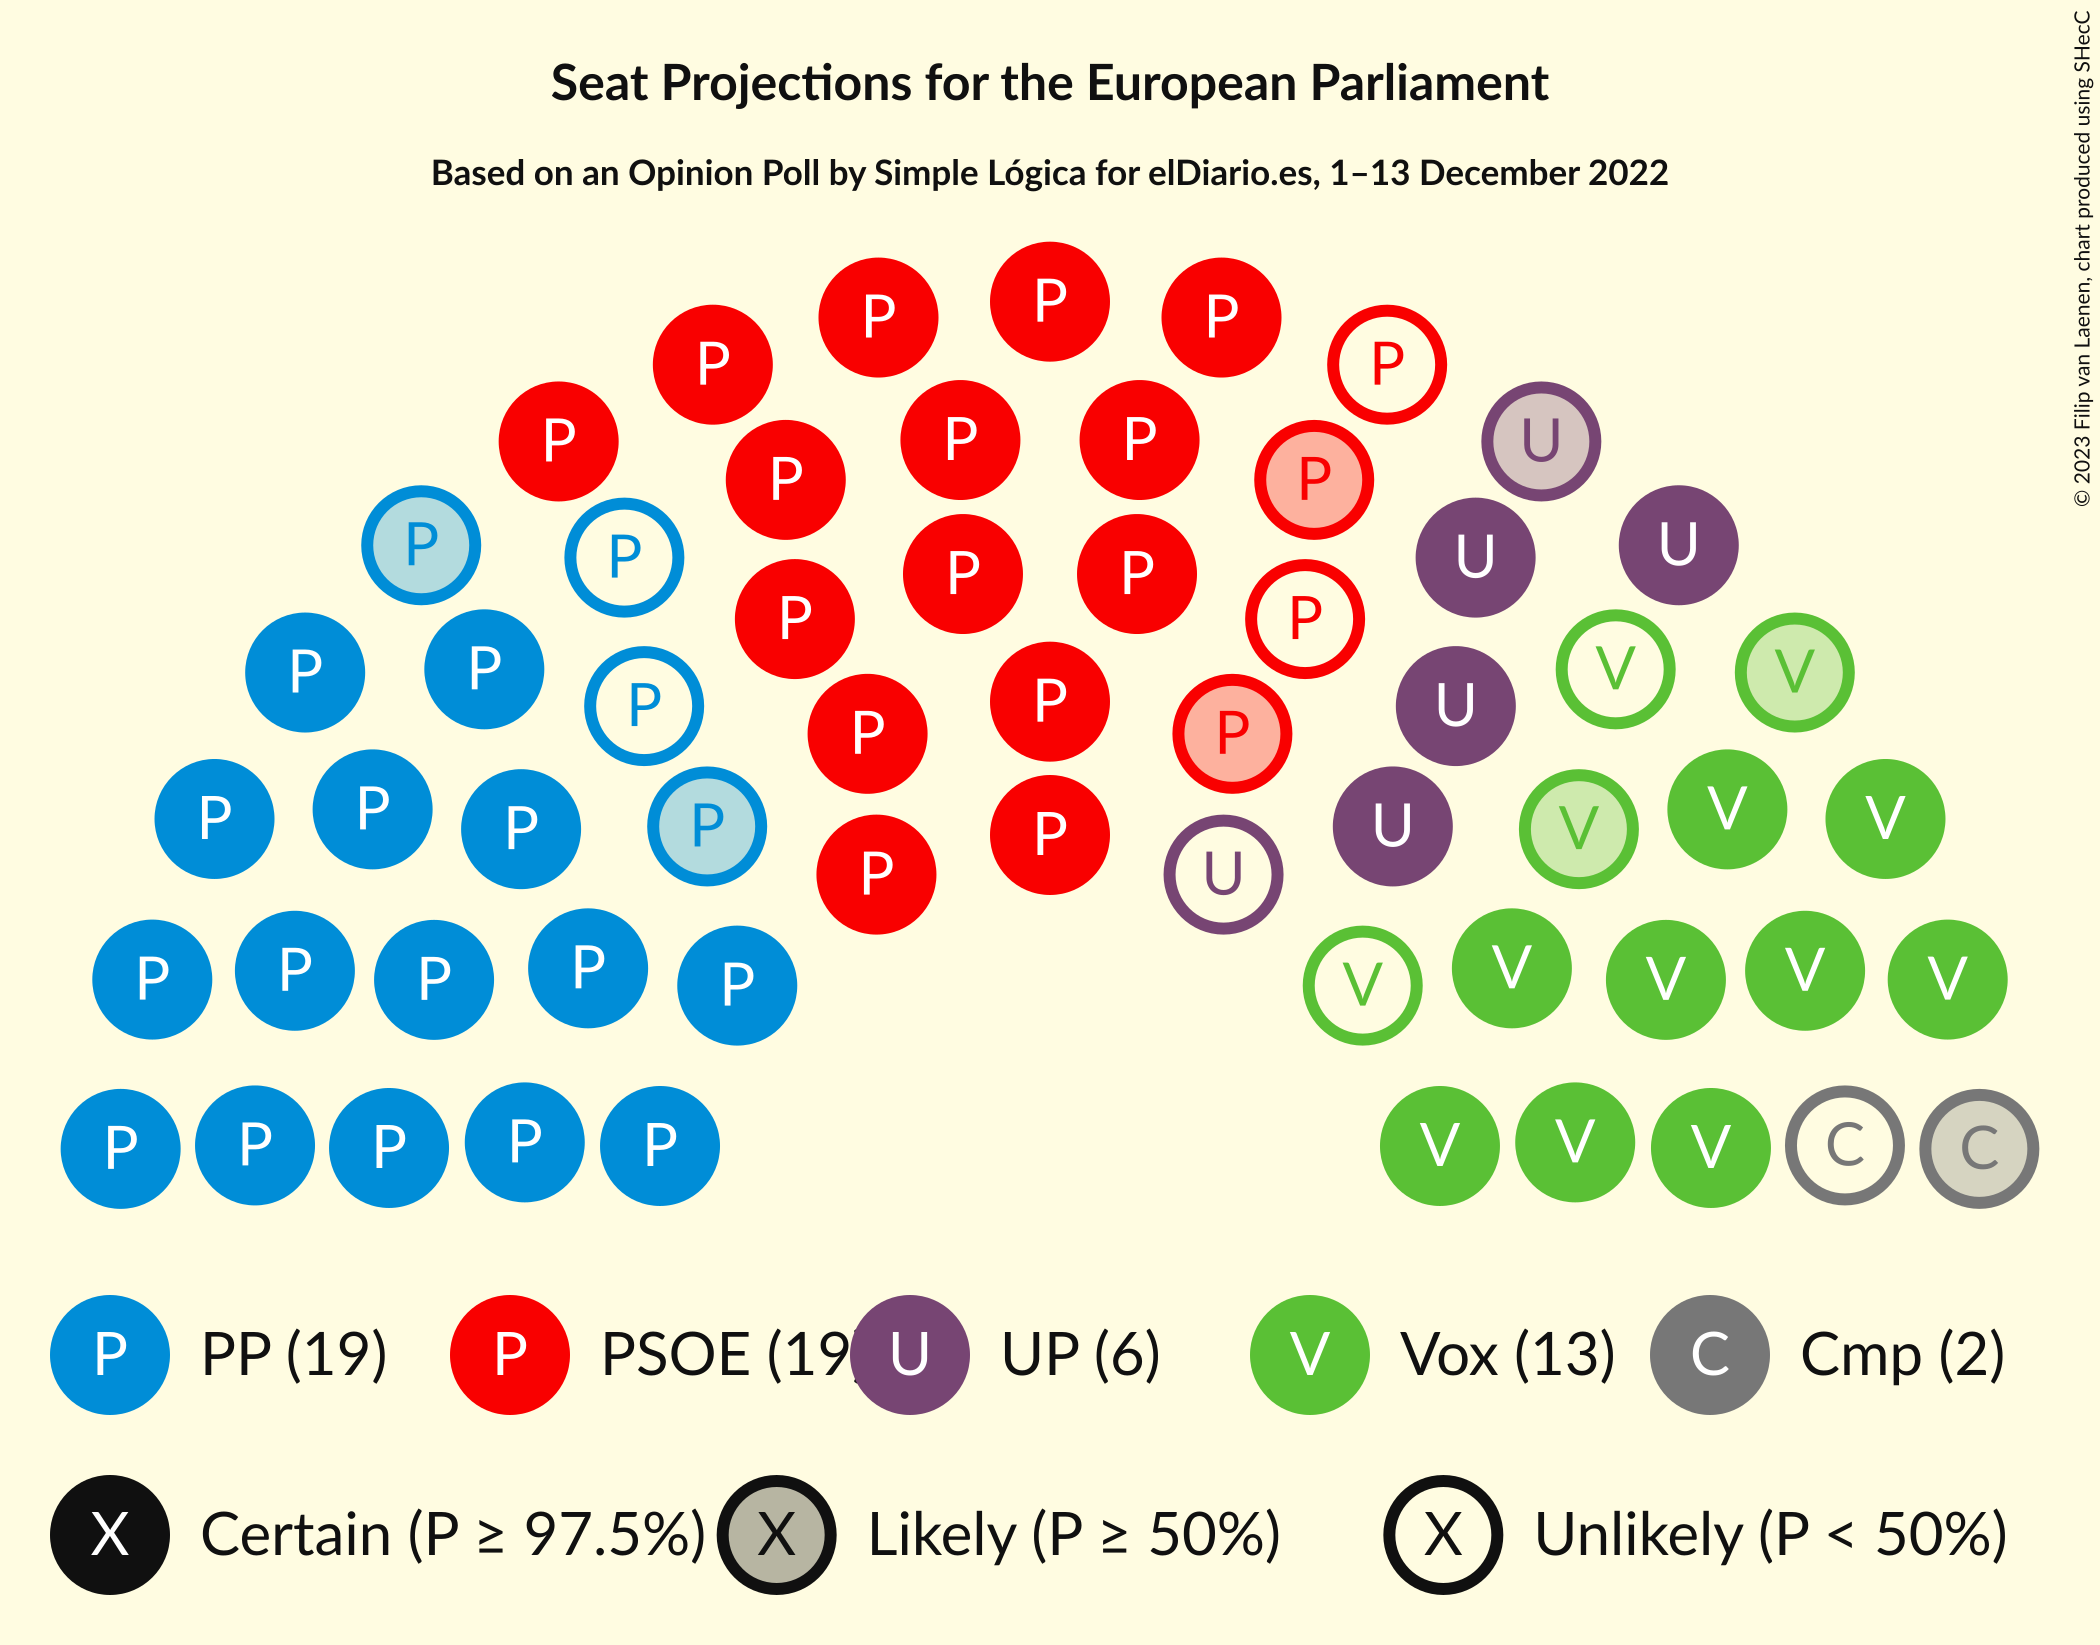 Seat Projections for the European Parliament
Based on an Opinion Poll by Simple Lógica for elDiario.es, 1–13 December 2022
© 2023 Filip van Laenen, chart produced using SHecC
P
P P
P P
P U
P P P P
P U U
P P P
P P P
P V V
P P
P P U
P P P
P P P P U V V V
P P U
P P P P P V V V V V
P P P P P V V V C C
P PP (19) P PSOE (19 U UP (6) V Vox (13) C Cmp (2)
X Certain (P ≥ 97.5%) X Likely (P ≥ 50%) X Unlikely (P < 50%)